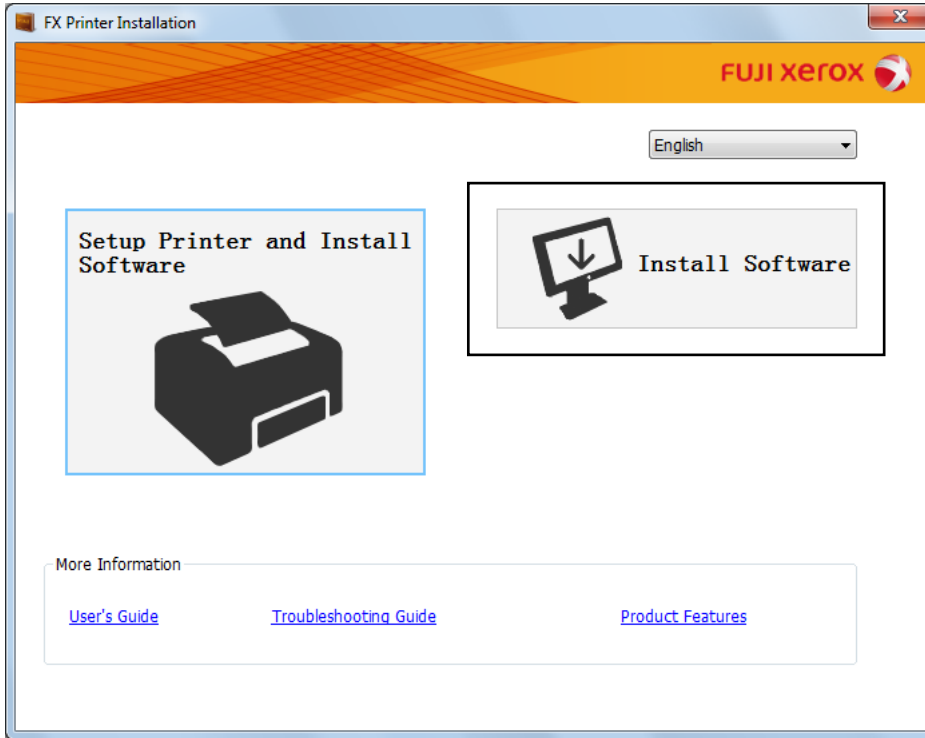 FX Printer Installation
FUJI xerox
English
Setup Printer and Install
Software
Install Software
More Information
User's Guide
Troubleshooting Guide
Product Features